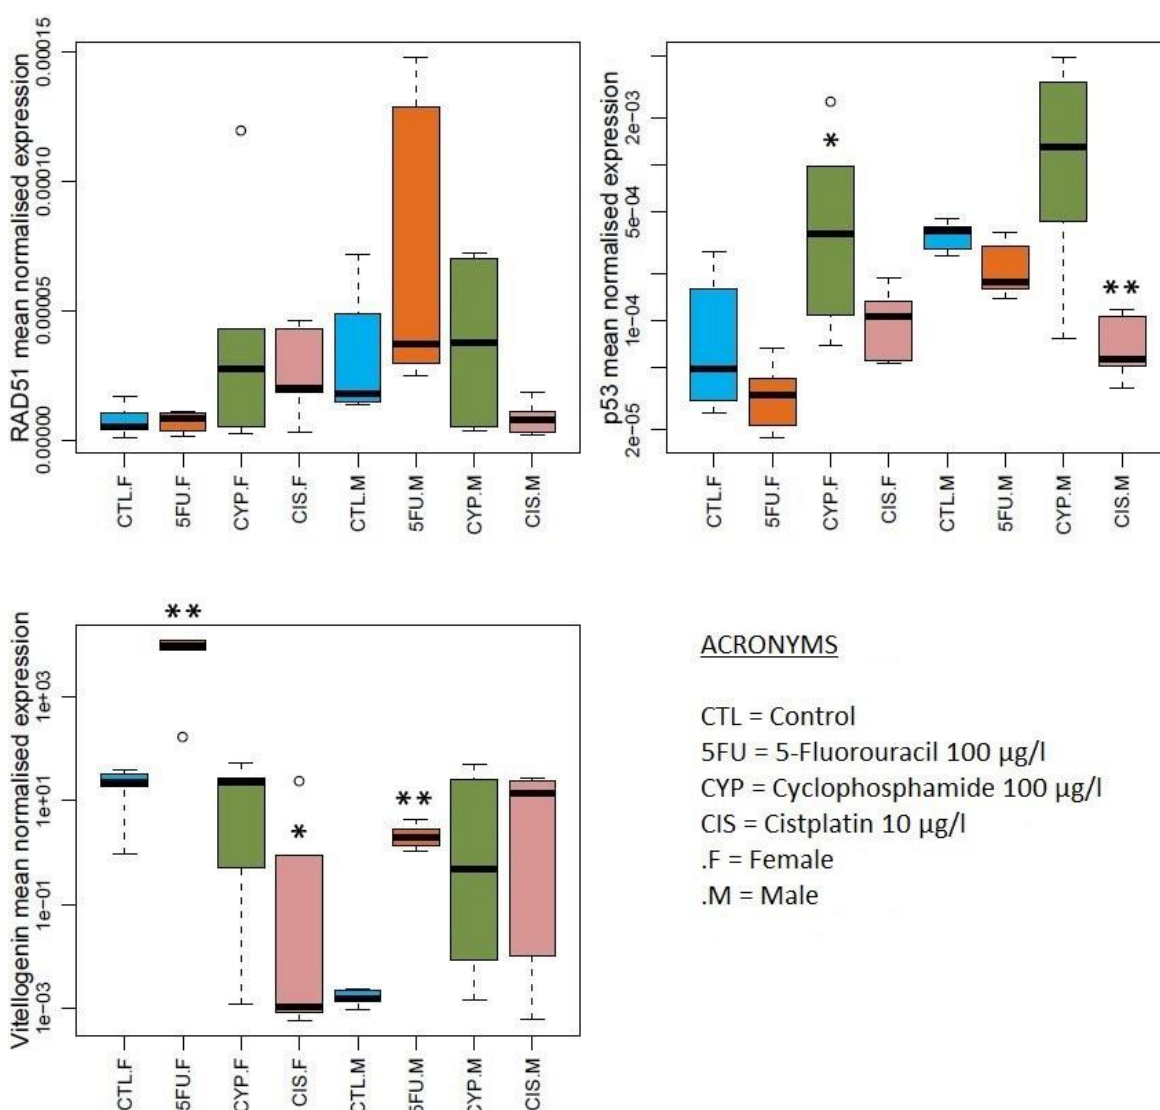 RAD51 mean normalised expression
0.00015
0.00010
0.00005
0.00000
CTL.F
5FU.F
CYP.F
CIS.F
CTL.M
5FU.M
CYP.M
CIS.M
p53 mean normalised expression
2e-03
5e-04
1e-04
2e-05
*
**
CTL.F
5FU.F
CYP.F
CIS.F
CTL.M
5FU.M
CYP.M
CIS.M
Vitellogenin mean normalised expression
1e+03
1e+01
1e-01
1e-03
**
*
**
CTL.F
5FU.F
CYP.F
CIS.F
CTL.M
5FU.M
CYP.M
CIS.M
ACRONYMS
CTL = Control
5FU = 5-Fluorouracil 100 µg/l
CYP = Cyclophosphamide 100 µg/l
CIS = Cistplatin 10 µg/l
.F = Female
.M = Male